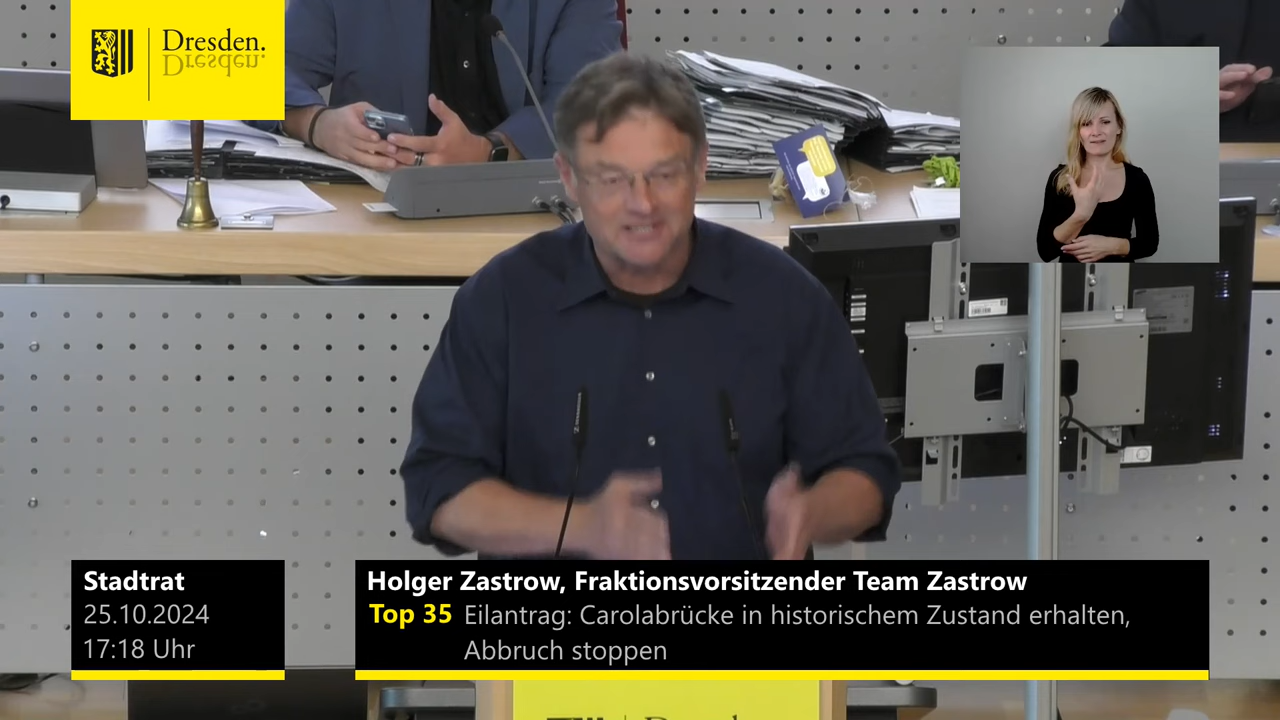 Dresden.
Dresden.
Stadtrat
25.10.2024
17:18 Uhr
Holger Zastrow, Fraktionsvorsitzender Team Zastrow
Top 35 Eilantrag: Carolabrücke in historischem Zustand erhalten,
Abbruch stoppen